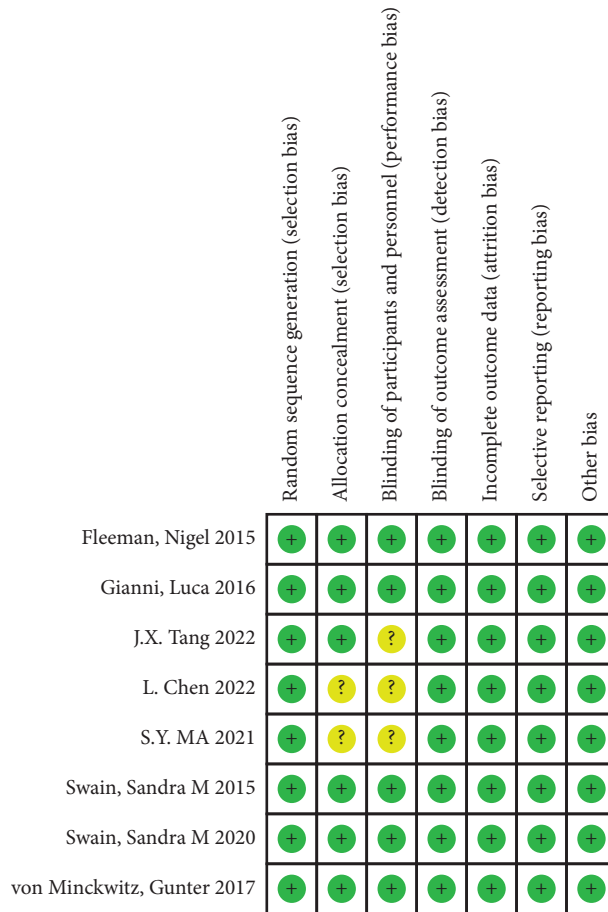 Random sequence generation (selection bias)
Allocation concealment (selection bias)
Blinding of participants and personnel (performance bias)
Blinding of outcome assessment (detection bias)
Incomplete outcome data (attrition bias)
Selective reporting (reporting bias)
Other bias
Fleeman, Nigel 2015 + + + + + + +
Gianni, Luca 2016 + + + + + + +
J.X. Tang 2022 + + ? + + + +
L. Chen 2022 + ? ? + + + +
S.Y. MA 2021 + ? ? + + + +
Swain, Sandra M 2015 + + + + + + +
Swain, Sandra M 2020 + + + + + + +
von Minckwitz, Gunter 2017 + + + + + + +